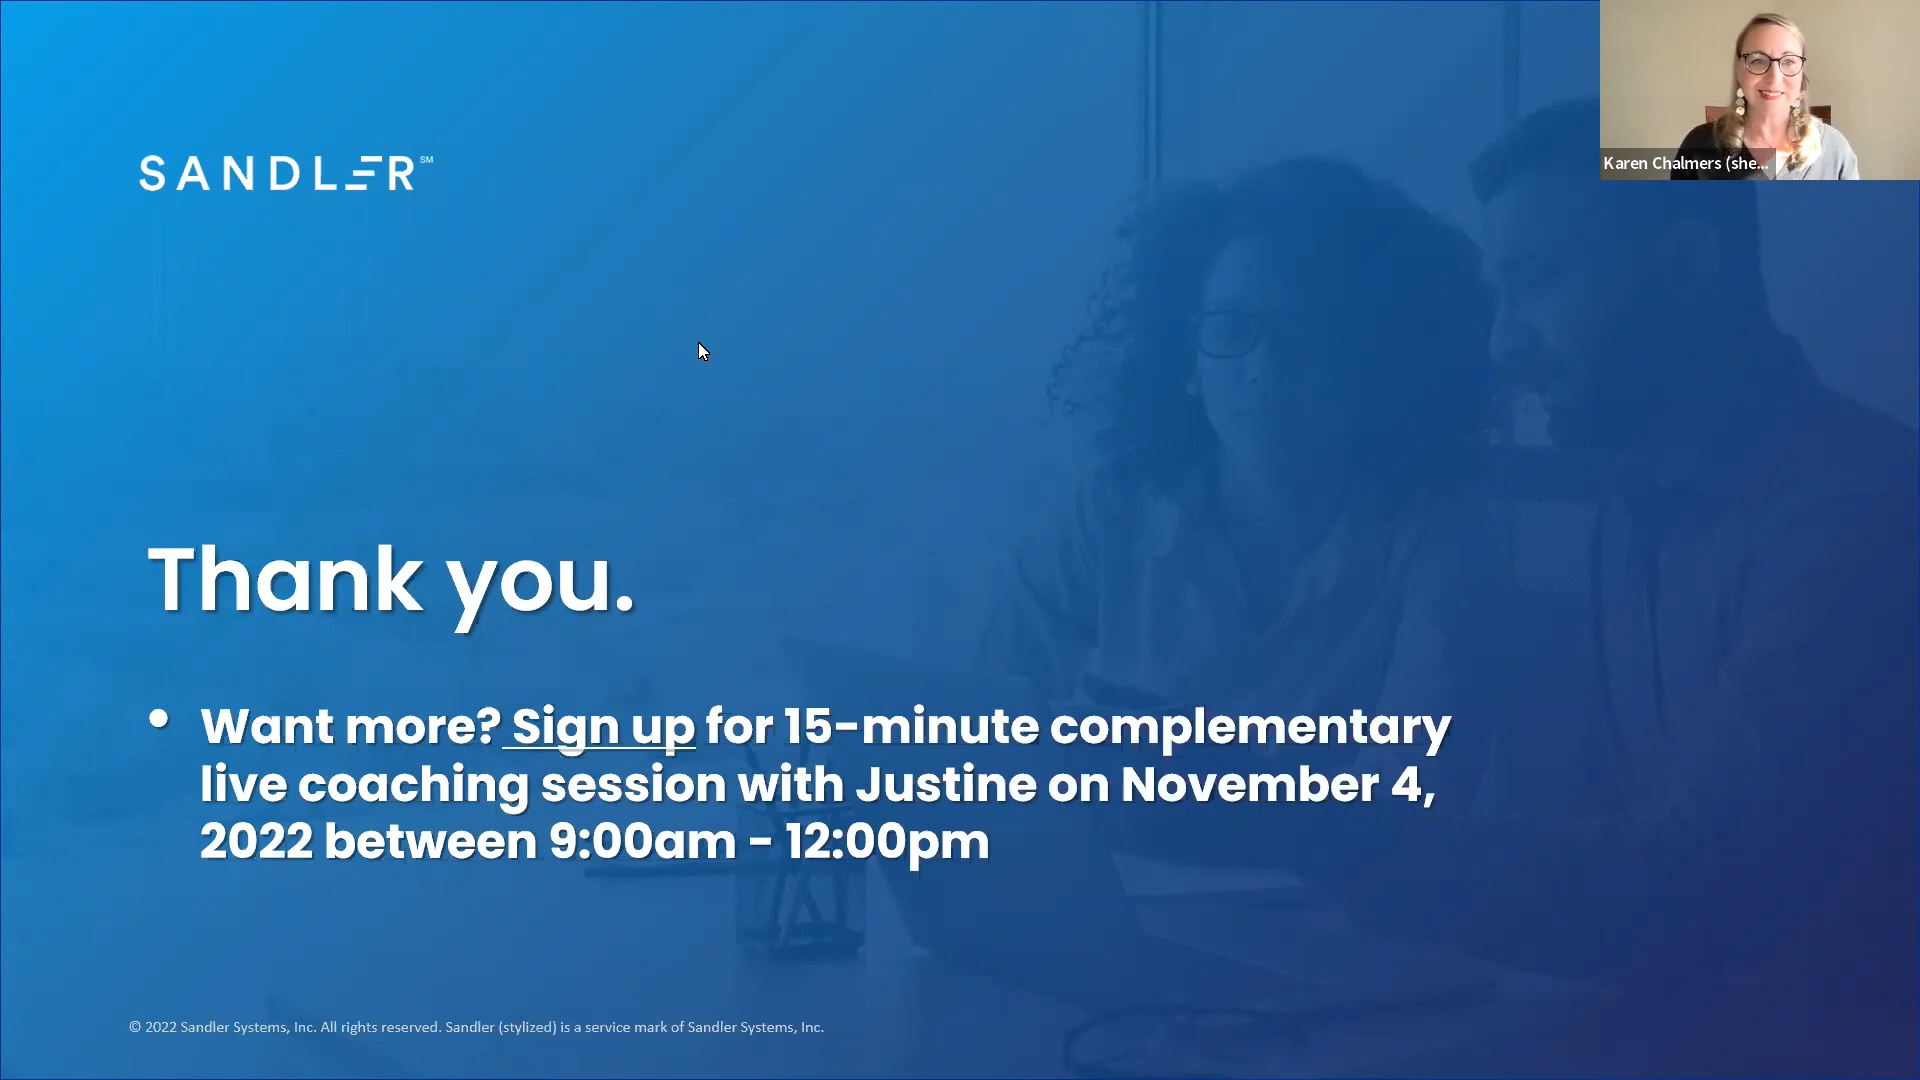 SANDLER℠
Karen Chalmers (she...
Thank you.
• Want more? Sign up for 15-minute complementary
live coaching session with Justine on November 4,
2022 between 9:00am - 12:00pm
© 2022 Sandler Systems, Inc. All rights reserved. Sandler (stylized) is a service mark of Sandler Systems, Inc.